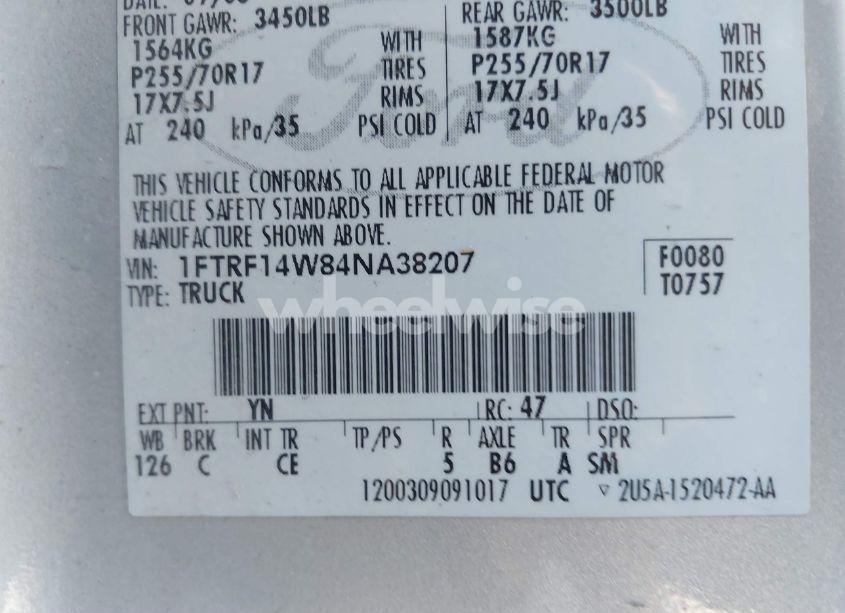 FRONT GAWR: 3450LB
REAR GAWR: 3500LB
1564KG WITH
1587KG WITH
P255/70R17 TIRES
P255/70R17 TIRES
17X7.5J RIMS
17X7.5J RIMS
AT 240 kPa/35 PSI COLD
AT 240 kPa/35 PSI COLD
Ford
THIS VEHICLE CONFORMS TO ALL APPLICABLE FEDERAL MOTOR
VEHICLE SAFETY STANDARDS IN EFFECT ON THE DATE OF
MANUFACTURE SHOWN ABOVE.
VIN: 1FTRF14W84NA38207
F0080
TYPE: TRUCK
T0757
wheelwise
EXT PNT: YN RC: 47 DSO:
WB BRK INT TR TP/PS R AXLE TR SPR
126 C CE 5 B6 A SM
1200309091017 UTC ▿ 2U5A-1520472-AA